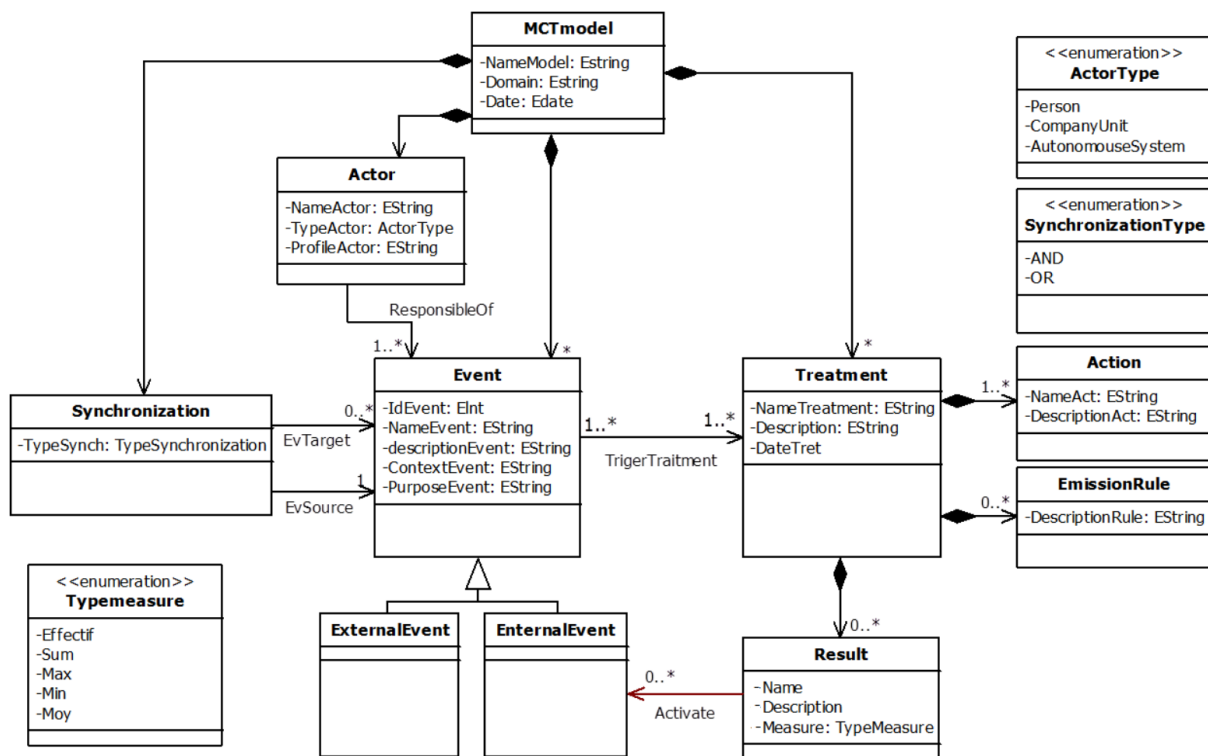 MCTmodel
-NameModel: Estring
-Domain: Estring
-Date: Edate
<<enumeration>>
ActorType
-Person
-CompanyUnit
-AutonomouseSystem
Actor
-NameActor: EString
-TypeActor: ActorType
-ProfileActor: EString
<<enumeration>>
SynchronizationType
-AND
-OR
ResponsibleOf
1..*
*
*
Synchronization
-TypeSynch: TypeSynchronization
0..*
EvTarget
1
EvSource
Event
-IdEvent: EInt
-NameEvent: EString
-descriptionEvent: EString
-ContextEvent: EString
-PurposeEvent: EString
1..*
1..*
TrigerTraitment
Treatment
-NameTreatment: EString
-Description: EString
-DateTret
1..*
Action
-NameAct: EString
-DescriptionAct: EString
0..*
EmissionRule
-DescriptionRule: EString
<<enumeration>>
Typemeasure
-Effectif
-Sum
-Max
-Min
-Moy
ExternalEvent
EnternalEvent
0..*
Activate
0..*
Result
-Name
-Description
-Measure: TypeMeasure